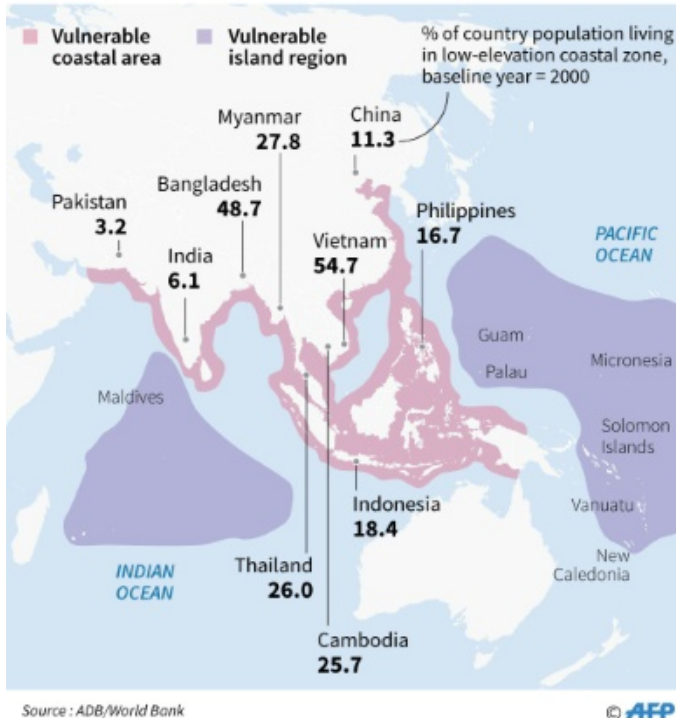 Vulnerable
coastal area
Vulnerable
island region
% of country population living
in low-elevation coastal zone,
baseline year = 2000
Myanmar
27.8
China
11.3
Bangladesh
48.7
Pakistan
3.2
India
6.1
Vietnam
54.7
Philippines
16.7
PACIFIC
OCEAN
Guam
Palau
Micronesia
Maldives
Solomon
Islands
Vanuatu
New
Caledonia
Indonesia
18.4
INDIAN
OCEAN
Thailand
26.0
Cambodia
25.7
Source : ADB/World Bank
© AFP